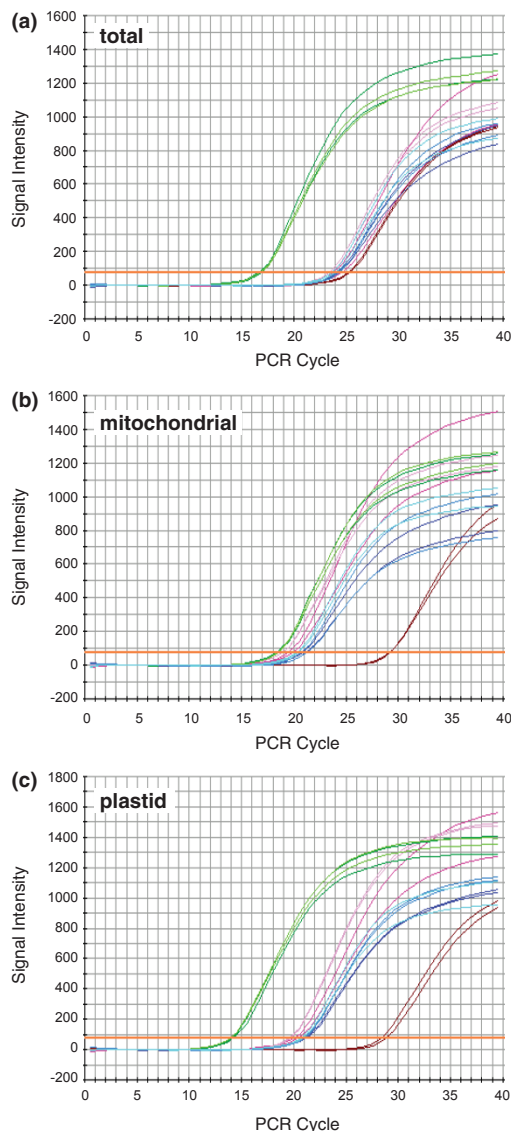 (a) total
1600
1400
1200
1000
800
600
400
200
0
-200
Signal Intensity
0 5 10 15 20 25 30 35 40
PCR Cycle
(b) mitochondrial
1600
1400
1200
1000
800
600
400
200
0
-200
Signal Intensity
0 5 10 15 20 25 30 35 40
PCR Cycle
(c) plastid
1800
1600
1400
1200
1000
800
600
400
200
0
-200
Signal Intensity
0 5 10 15 20 25 30 35 40
PCR Cycle